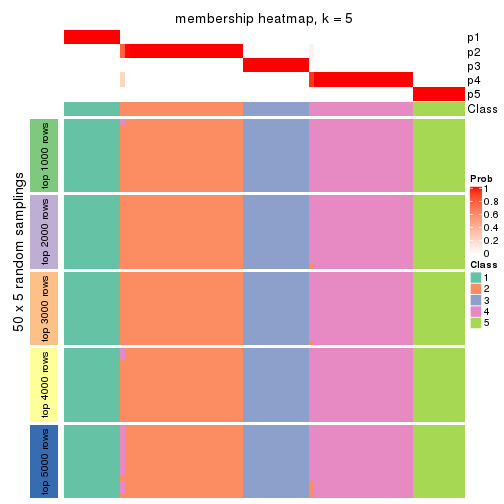 membership heatmap, k = 5
p1
p2
p3
p4
p5
Class
50 x 5 random samplings
top 1000 rows
top 2000 rows
top 3000 rows
top 4000 rows
top 5000 rows
Prob
1
0.8
0.6
0.4
0.2
0
Class
1
2
3
4
5